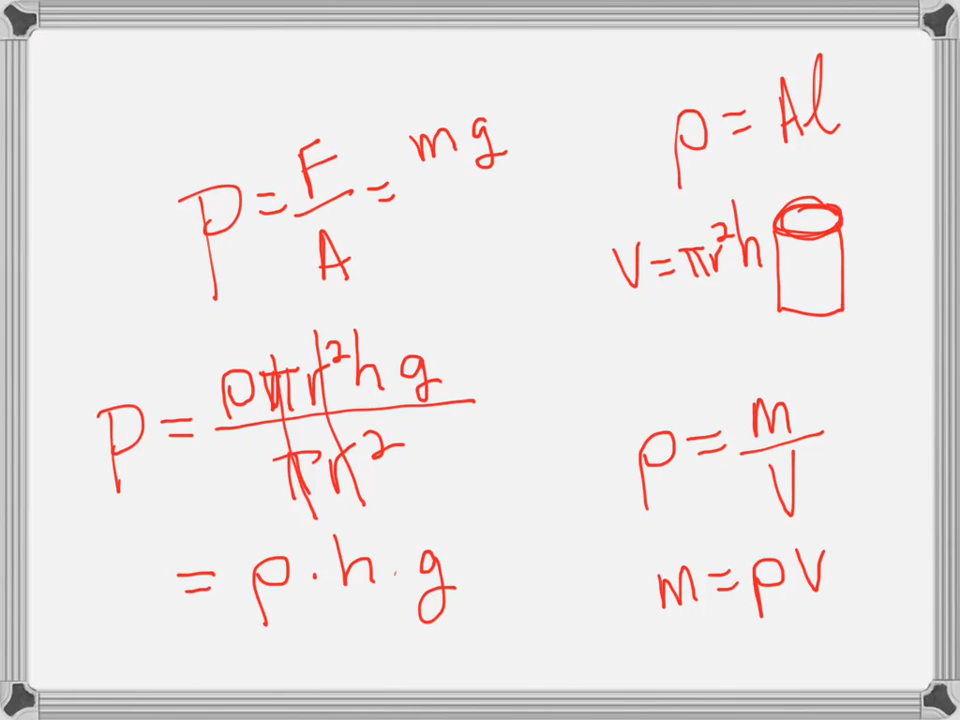 P = F/A = mg
ρ = Al
V = πr²h
P = ρπr²hg/πr²
ρ = m/V
= ρ · h · g
m = ρV